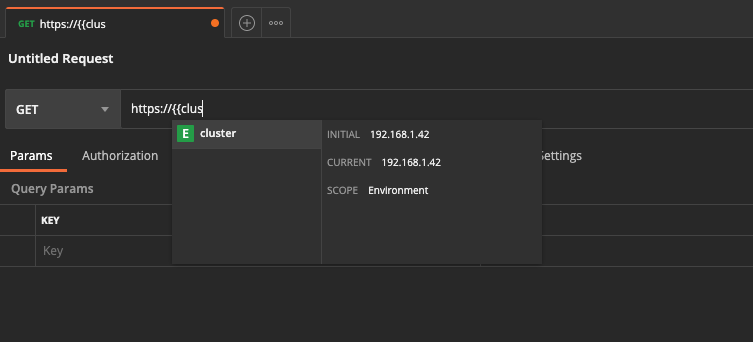 GET https://{{clus
Untitled Request
GET https://{{clus
E cluster
INITIAL 192.168.1.42
CURRENT 192.168.1.42
SCOPE Environment
Params Authorization Settings
Query Params
KEY
Key